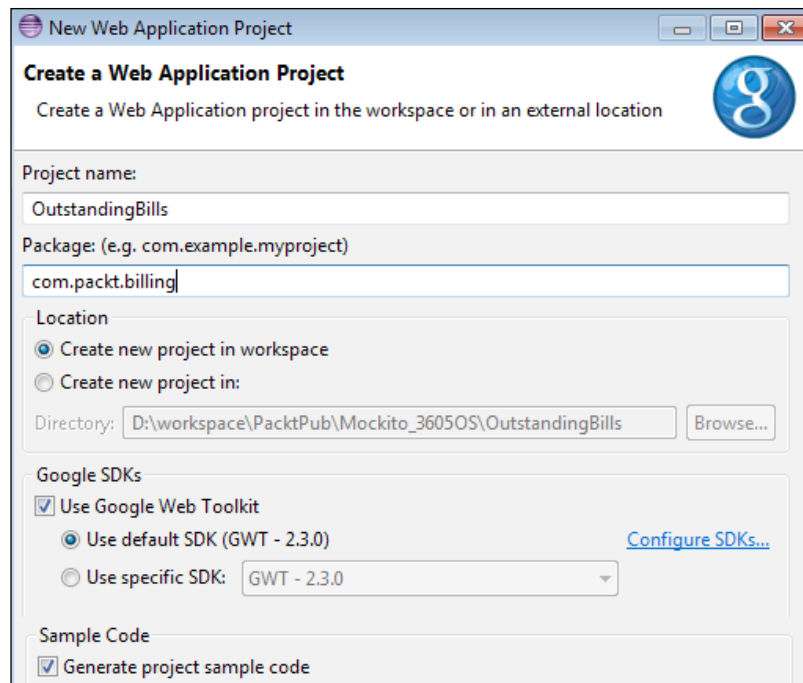 New Web Application Project
Create a Web Application Project
Create a Web Application project in the workspace or in an external location
Project name:
OutstandingBills
Package: (e.g. com.example.myproject)
com.packt.billing
Location
Create new project in workspace
Create new project in:
Directory: D:\workspace\PacktPub\Mockito_3605OS\OutstandingBills Browse...
Google SDKs
Use Google Web Toolkit
Use default SDK (GWT - 2.3.0) Configure SDKs...
Use specific SDK: GWT - 2.3.0
Sample Code
Generate project sample code